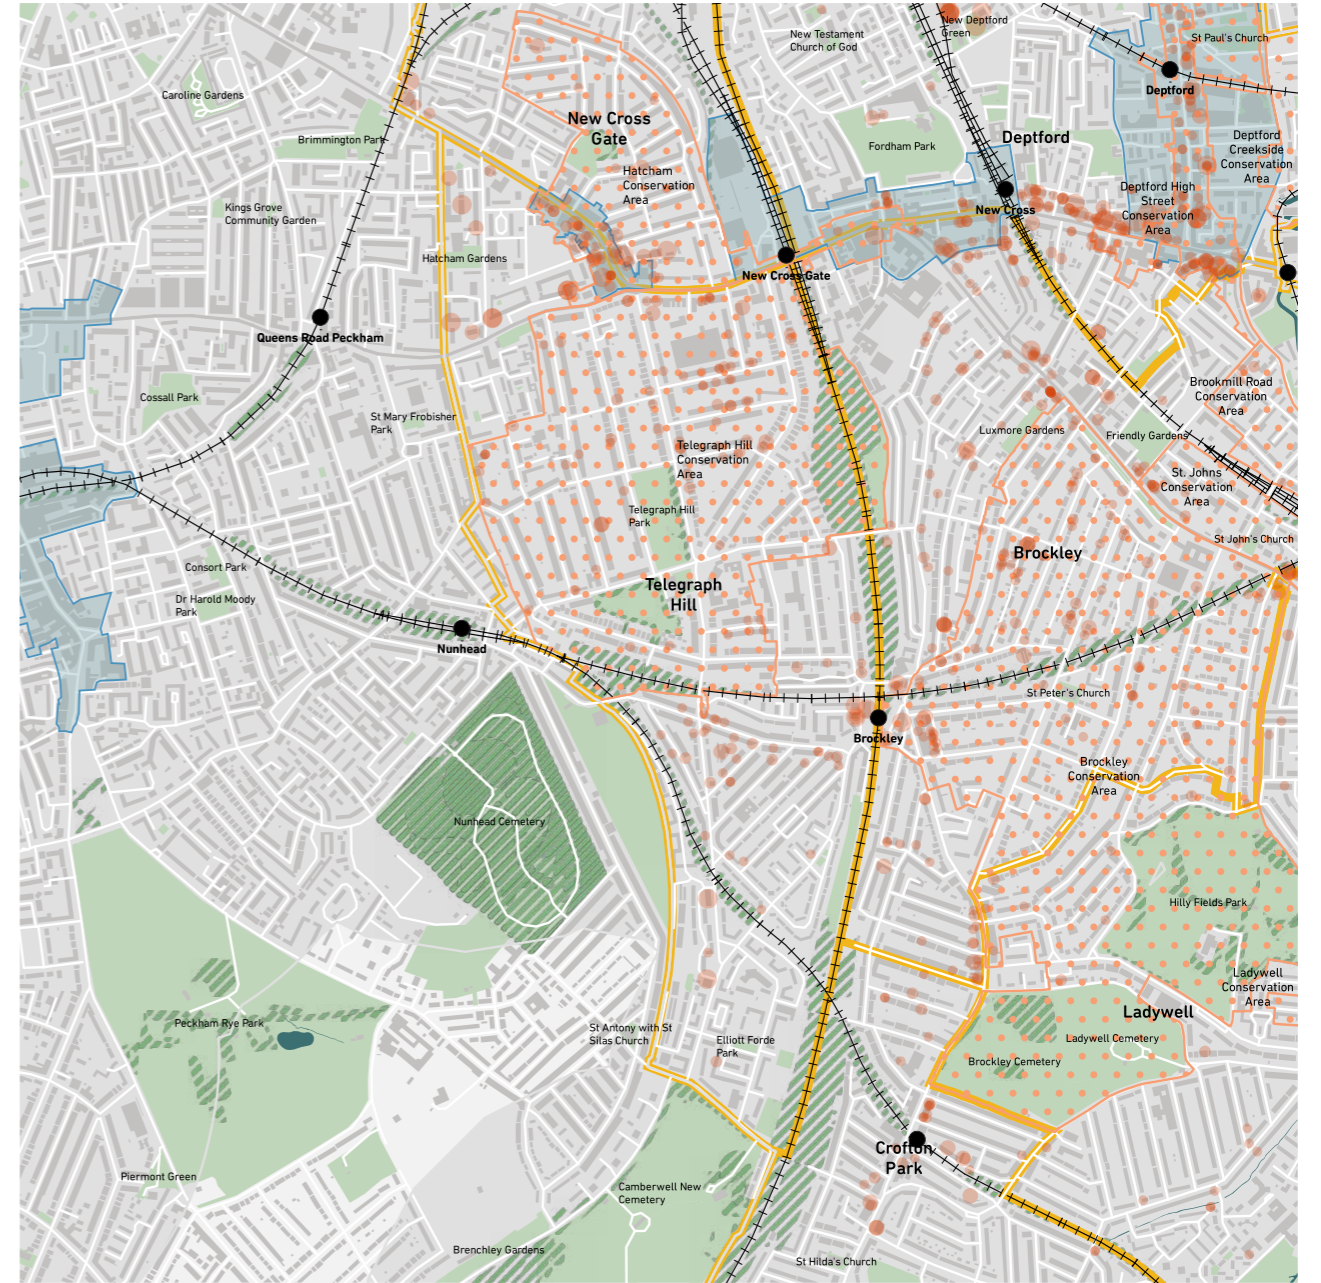 New Deptford
Green
New Testament
Church of God
St Paul's Church
Deptford
Caroline Gardens
New Cross
Gate
Brimmington Park
Fordham Park
Deptford
Deptford
Creekside
Conservation
Area
Hatcham
Conservation
Area
Deptford High
Street
Conservation
Area
Kings Grove
Community Garden
New Cross
Hatcham Gardens
New Cross Gate
Queens Road Peckham
Brookmill Road
Conservation
Area
Cossall Park
St Mary Frobisher
Park
Luxmore Gardens
Friendly Gardens
Telegraph Hill
Conservation
Area
St. Johns
Conservation
Area
Telegraph Hill
Park
St John's Church
Brockley
Consort Park
Telegraph
Hill
Dr Harold Moody
Park
Nunhead
St Peter's Church
Brockley
Brockley
Conservation
Area
Nunhead Cemetery
Hilly Fields Park
Ladywell
Conservation
Area
Ladywell
Peckham Rye Park
St Antony with St
Silas Church
Elliott Forde
Park
Ladywell Cemetery
Brockley Cemetery
Crofton
Park
Piermont Green
Camberwell New
Cemetery
Brenchley Gardens
St Hilda's Church